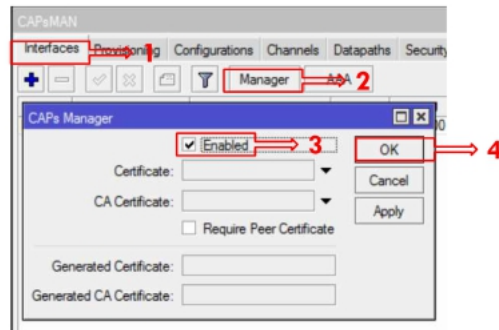 CAPsMAN
Interfaces Provisioning Configurations Channels Datapaths Security
1
Manager AAA
2
CAPs Manager
Enabled
3
OK
4
Certificate:
Cancel
CA Certificate:
Apply
Require Peer Certificate
Generated Certificate:
Generated CA Certificate: